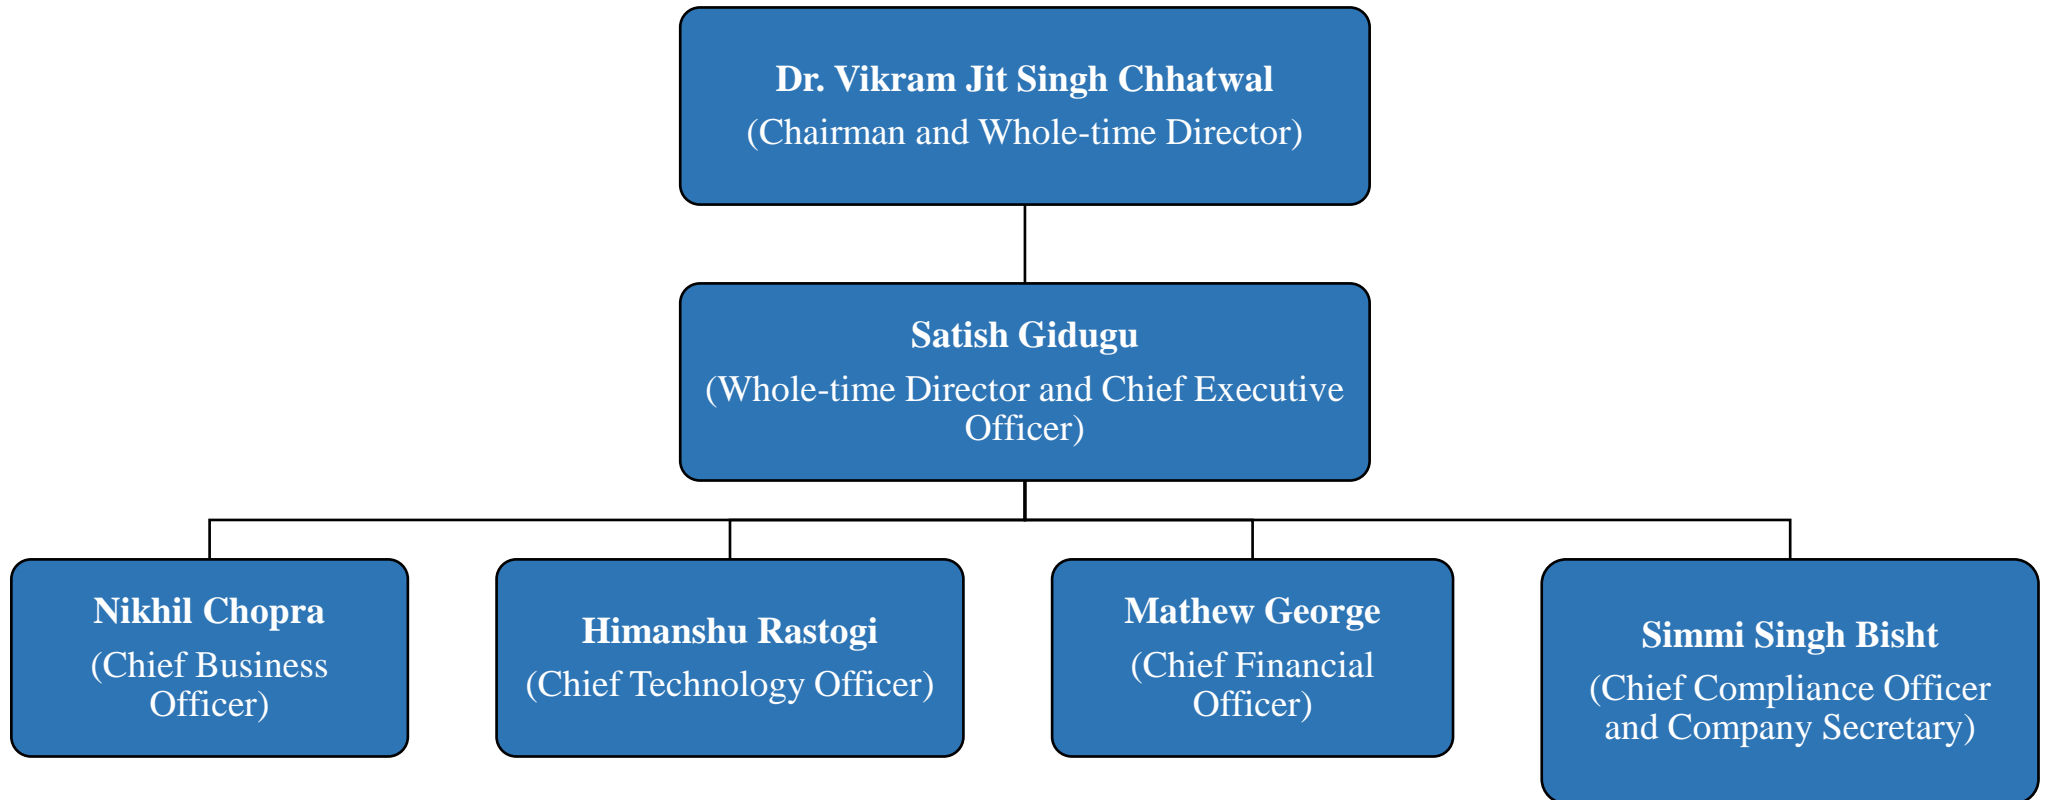 Dr. Vikram Jit Singh Chhatwal
(Chairman and Whole-time Director)
Satish Gidugu
(Whole-time Director and Chief Executive
Officer)
Nikhil Chopra
(Chief Business
Officer)
Himanshu Rastogi
(Chief Technology Officer)
Mathew George
(Chief Financial
Officer)
Simmi Singh Bisht
(Chief Compliance Officer
and Company Secretary)